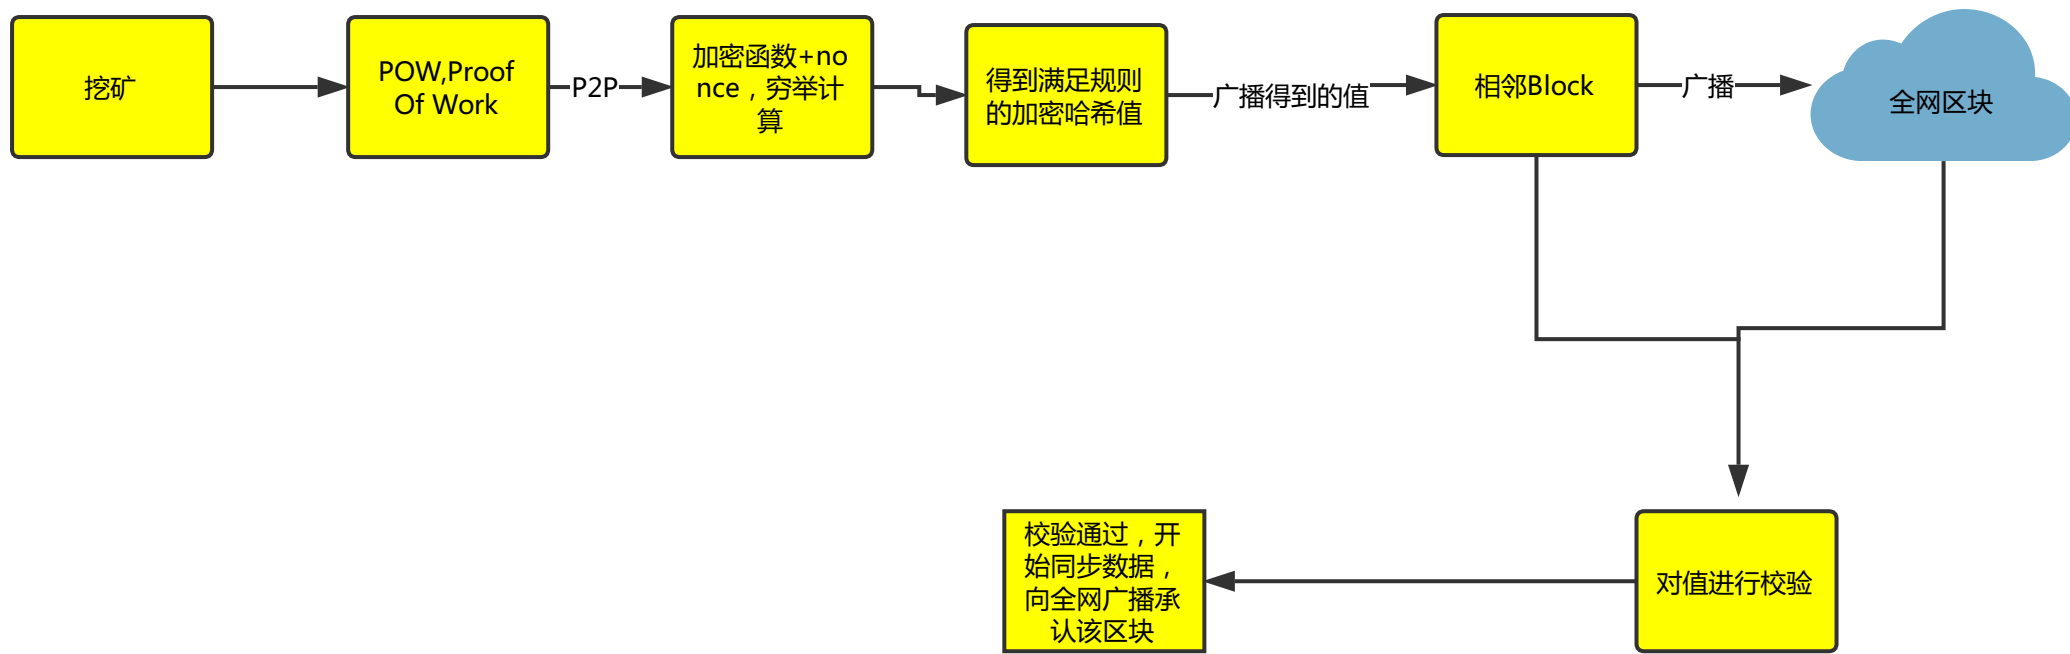 挖矿
POW,Proof
Of Work
P2P
加密函数+no
nce，穷举计
算
得到满足规则
的加密哈希值
广播得到的值
相邻Block
广播
全网区块
校验通过，开
始同步数据，
向全网广播承
认该区块
对值进行校验